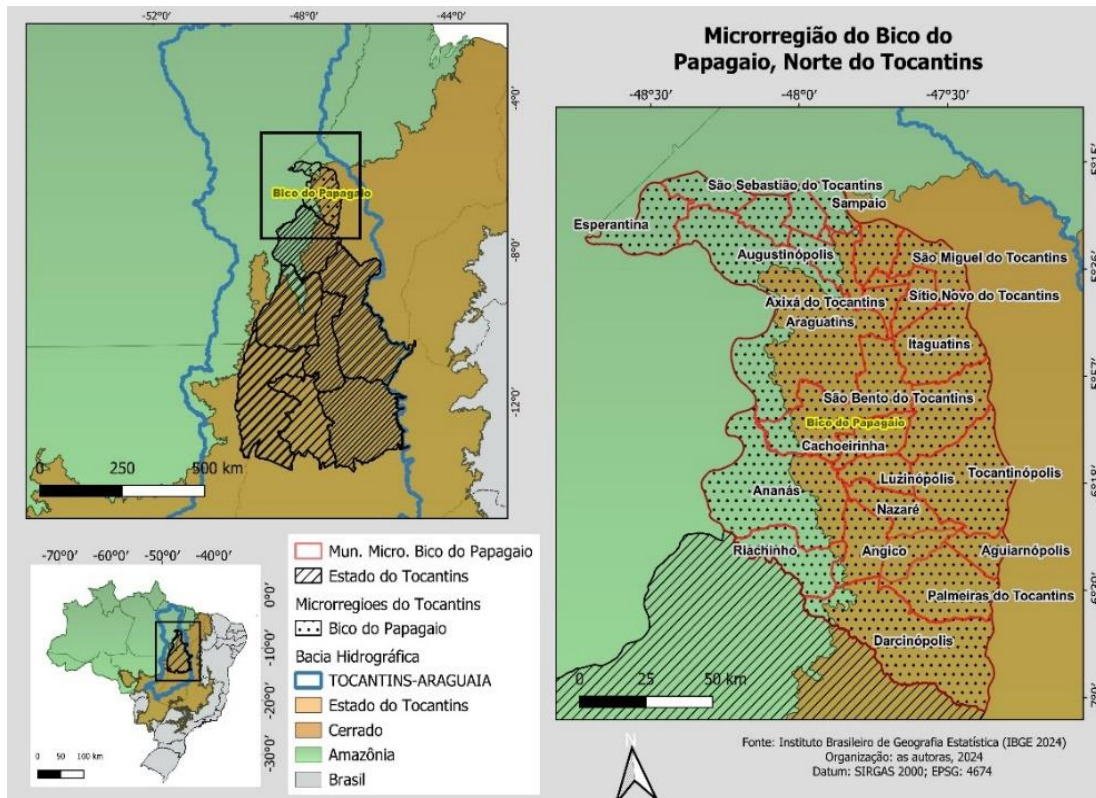 -52°0′
-48°0′
-44°0′
-4°0′
-8°0′
-12°0′
Bico do Papagaio
0 250 500 km
-70°0′ -60°0′ -50°0′ -40°0′
0°0′
-10°0′
-20°0′
-30°0′
0 50 100 km
Mun. Micro. Bico do Papagaio
Estado do Tocantins
Microrregioes do Tocantins
Bico do Papagaio
Bacia Hidrográfica
TOCANTINS-ARAGUAIA
Estado do Tocantins
Cerrado
Amazônia
Brasil
Microrregião do Bico do
Papagaio, Norte do Tocantins
-48°30′ -48°0′ -47°30′
5815′
5836′
5857′
6818′
6839′
São Sebastião do Tocantins
Sampaio
Esperantina
Augustinópolis
São Miguel do Tocantins
Axixá do Tocantins
Sítio Novo do Tocantins
Araguatins
Itaguatins
São Bento do Tocantins
Bico do Papagaio
Cachoeirinha
Tocantinópolis
Luzinópolis
Ananás
Nazaré
Riachinho
Angico
Aguiarnópolis
Palmeiras do Tocantins
Darcinópolis
0 25 50 km
N
Fonte: Instituto Brasileiro de Geografia Estatística (IBGE 2024)
Organização: as autoras, 2024
Datum: SIRGAS 2000; EPSG: 4674